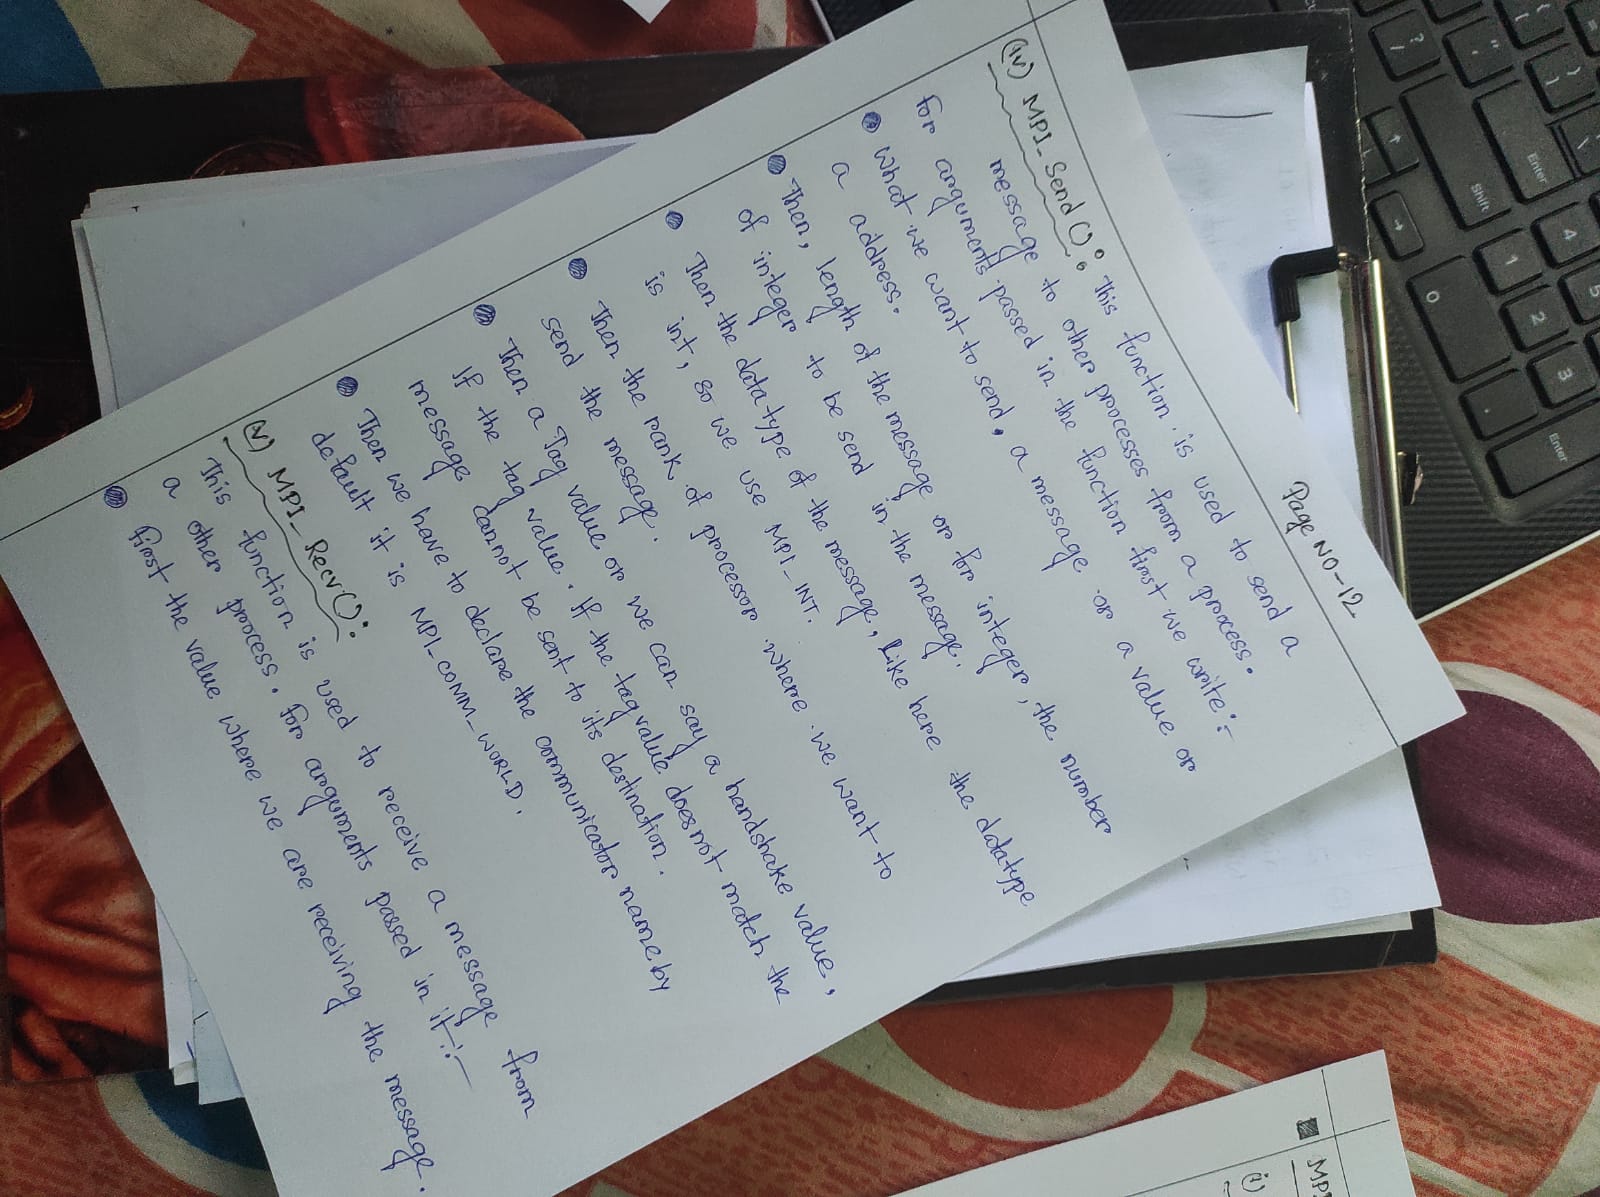 Enter
Shift
4
5
1
2
3
Enter
0
.
?
/
Page NO-12
(iv) MPI_Send():  This function is used to send a
message to other processes from a process.
For arguments passed in the function first we write :-
What we want to send, a message or a value or
a address.
Then, length of the message or for integer, the number
of integer to be send in the message.
Then the data type of the message, Like here the datatype
is int, so we use MPI_INT.
Then the rank of processor where we want to
send the message.
Then a Tag value or we can say a handshake value,
If the tag value. If the tag value does not match the
message cannot be sent to its destination.
Then we have to declare the communicator name by
default it is MPI_COMM_WORLD.
(v) MPI_Recv():
This function is used to receive a message from
a other process. For arguments passed in it :-
First the value where we are receiving the message.
MPI
(i)